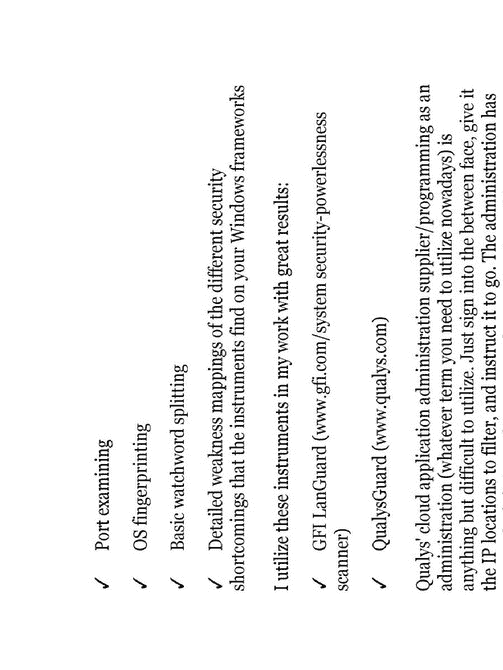 ✓ Port examining
✓ OS fingerprinting
✓ Basic watchword splitting
✓ Detailed weakness mappings of the different security
shortcomings that the instruments find on your Windows frameworks
I utilize these instruments in my work with great results:
✓ GFI LanGuard (www.gfi.com/system security-powerlessness
scanner)
✓ QualysGuard (www.qualys.com)
Qualys' cloud application administration supplier/programming as an
administration (whatever term you need to utilize nowadays) is
anything but difficult to utilize. Just sign into the between face, give it
the IP locations to filter, and instruct it to go. The administration has